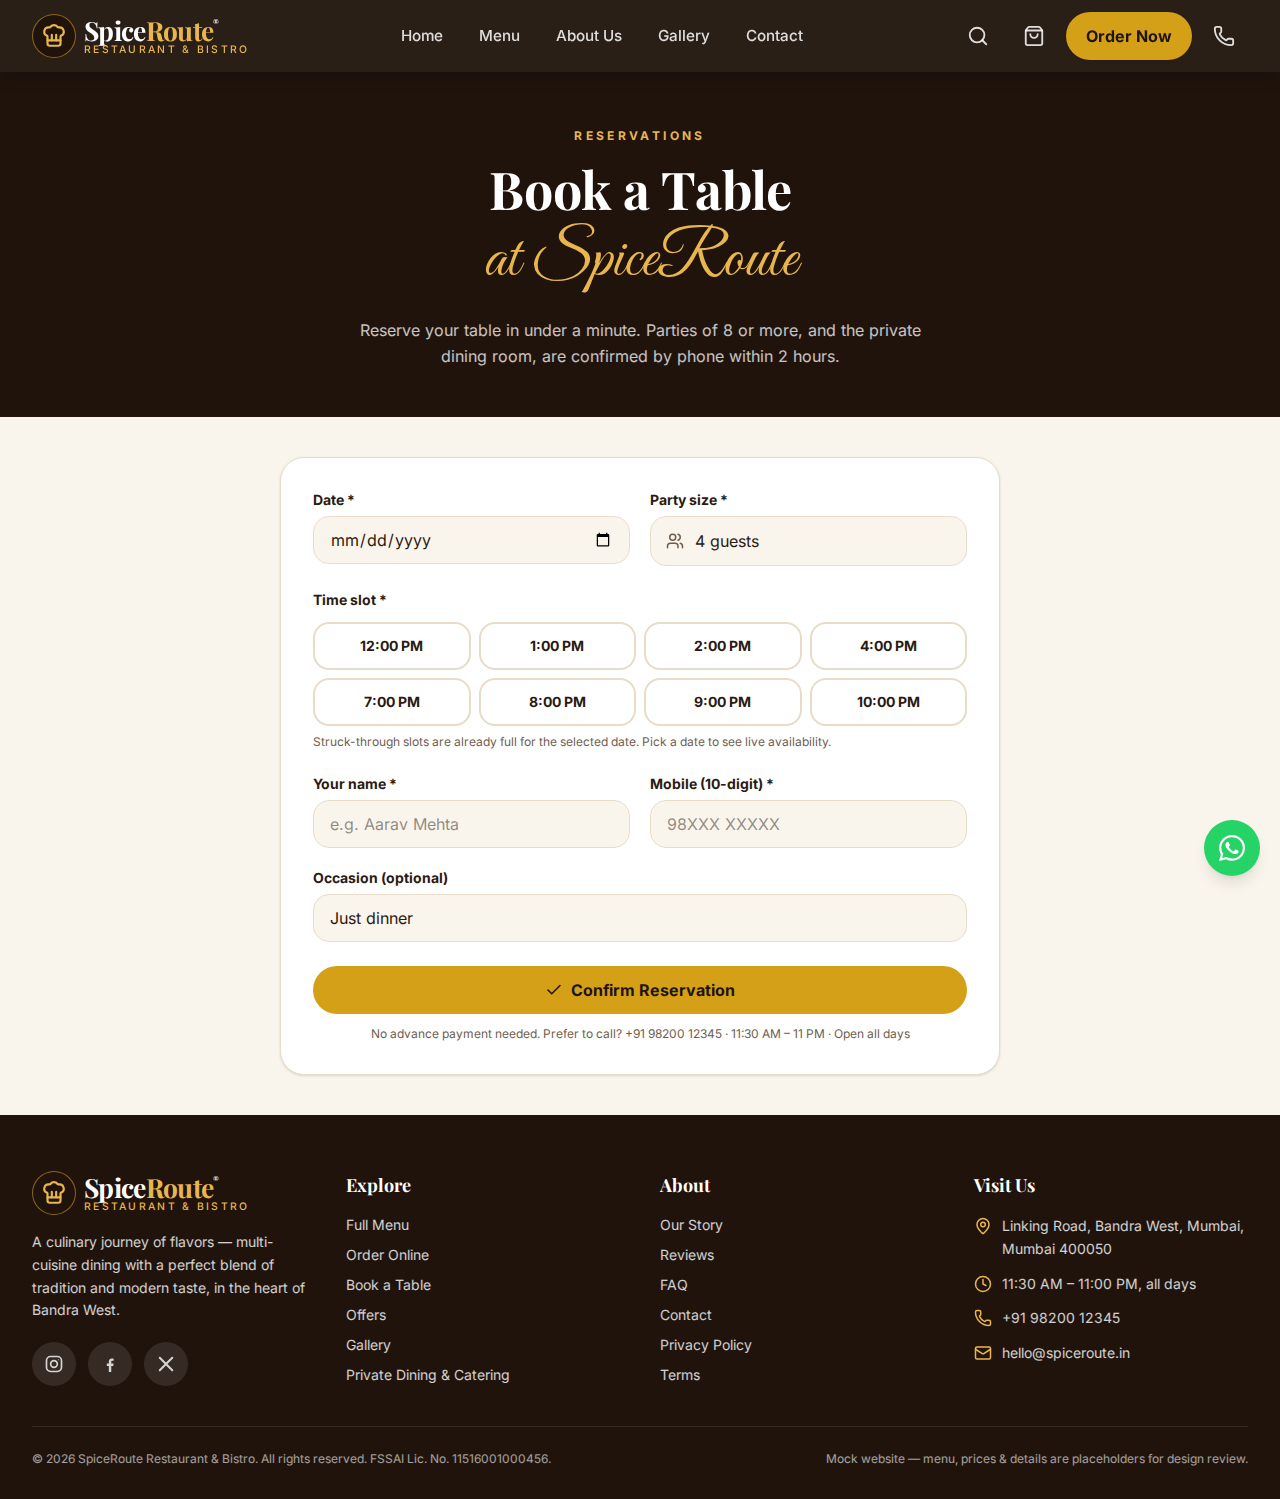 SpiceRoute®
RESTAURANT & BISTRO
Home
Menu
About Us
Gallery
Contact
Order Now
RESERVATIONS
Book a Table
at SpiceRoute
Reserve your table in under a minute. Parties of 8 or more, and the private
dining room, are confirmed by phone within 2 hours.
Date *
Party size *
mm/dd/yyyy
4 guests
Time slot *
12:00 PM
1:00 PM
2:00 PM
4:00 PM
7:00 PM
8:00 PM
9:00 PM
10:00 PM
Struck-through slots are already full for the selected date. Pick a date to see live availability.
Your name *
Mobile (10-digit) *
e.g. Aarav Mehta
98XXX XXXXX
Occasion (optional)
Just dinner
Confirm Reservation
No advance payment needed. Prefer to call? +91 98200 12345 · 11:30 AM – 11 PM · Open all days
SpiceRoute®
RESTAURANT & BISTRO
A culinary journey of flavors — multi-
cuisine dining with a perfect blend of
tradition and modern taste, in the heart of
Bandra West.
Explore
Full Menu
Order Online
Book a Table
Offers
Gallery
Private Dining & Catering
About
Our Story
Reviews
FAQ
Contact
Privacy Policy
Terms
Visit Us
Linking Road, Bandra West, Mumbai,
Mumbai 400050
11:30 AM – 11:00 PM, all days
+91 98200 12345
hello@spiceroute.in
© 2026 SpiceRoute Restaurant & Bistro. All rights reserved. FSSAI Lic. No. 11516001000456.
Mock website — menu, prices & details are placeholders for design review.